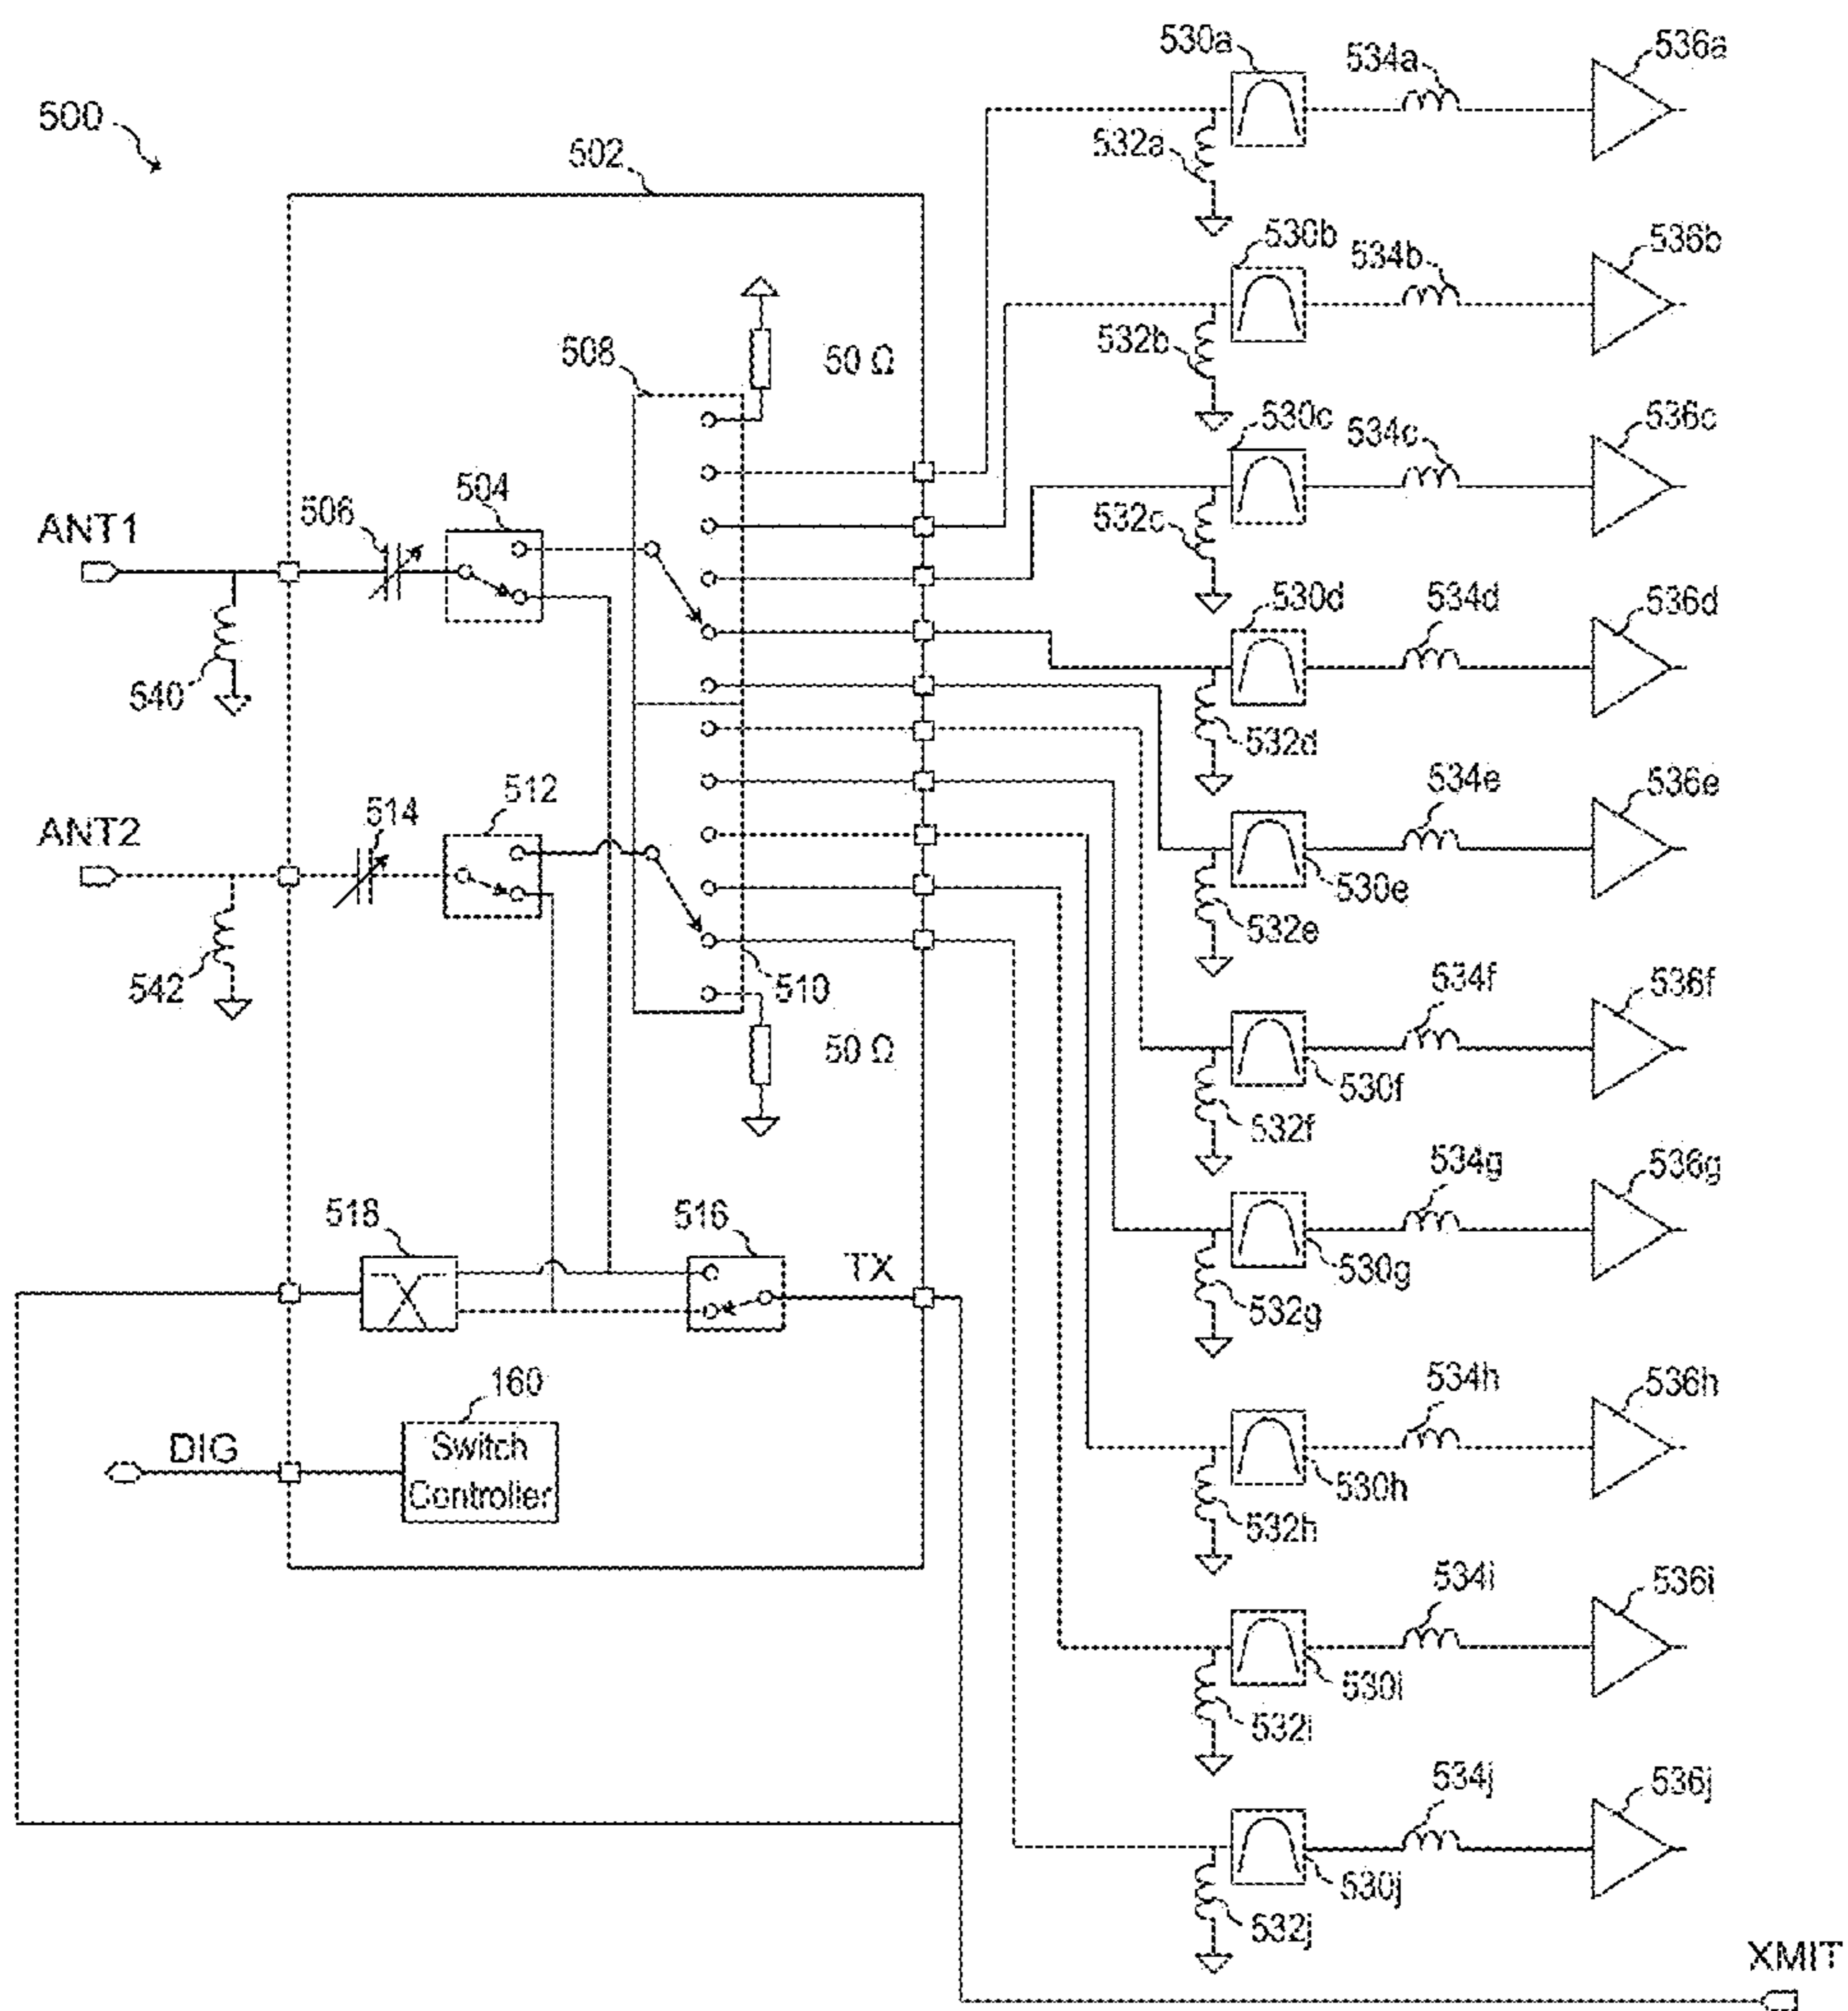 500
502
530a
534a
536a
532a
530b
534b
536b
532b
50 Ω
508
530c
534c
536c
532c
ANT1
506
504
530d
534d
536d
532d
540
ANT2
514
512
534e
536e
530e
532e
542
510
50 Ω
534f
536f
530f
532f
518
516
TX
534g
536g
530g
532g
160
Switch
Controller
DIG
534h
536h
530h
532h
534i
536i
530i
532i
534j
536j
530j
532j
XMIT